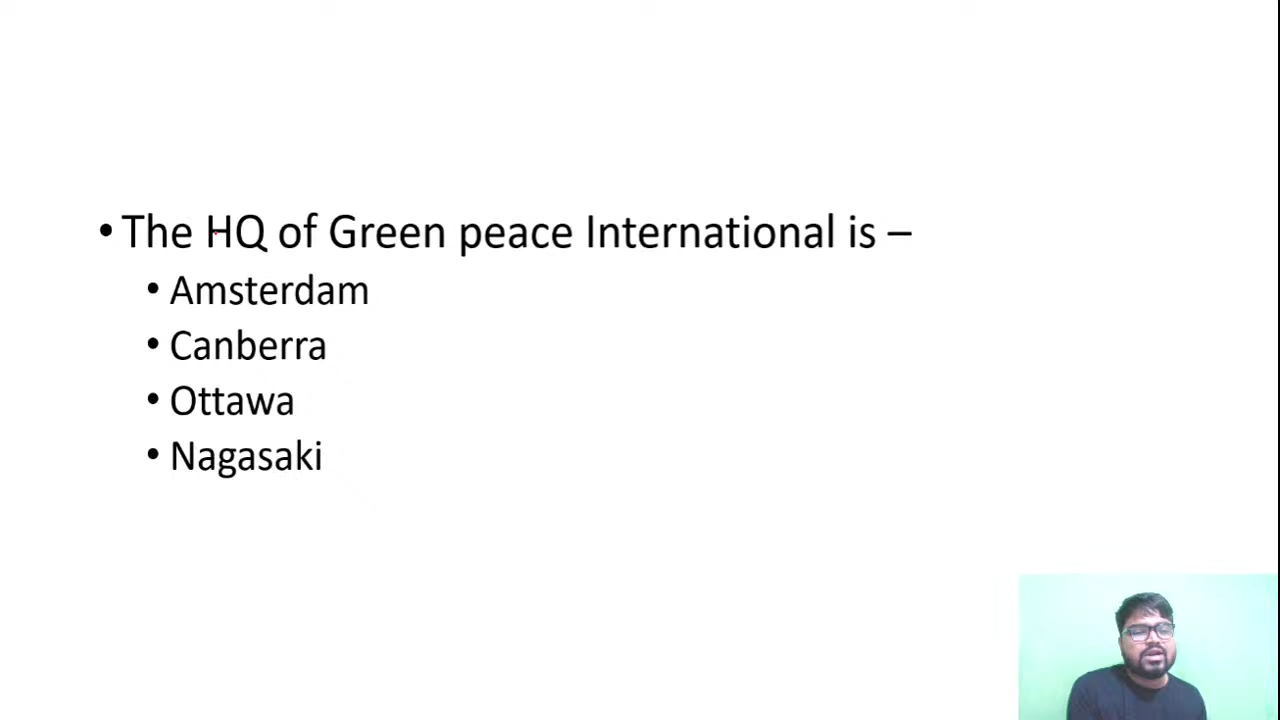 • The HQ of Green peace International is –
• Amsterdam
• Canberra
• Ottawa
• Nagasaki